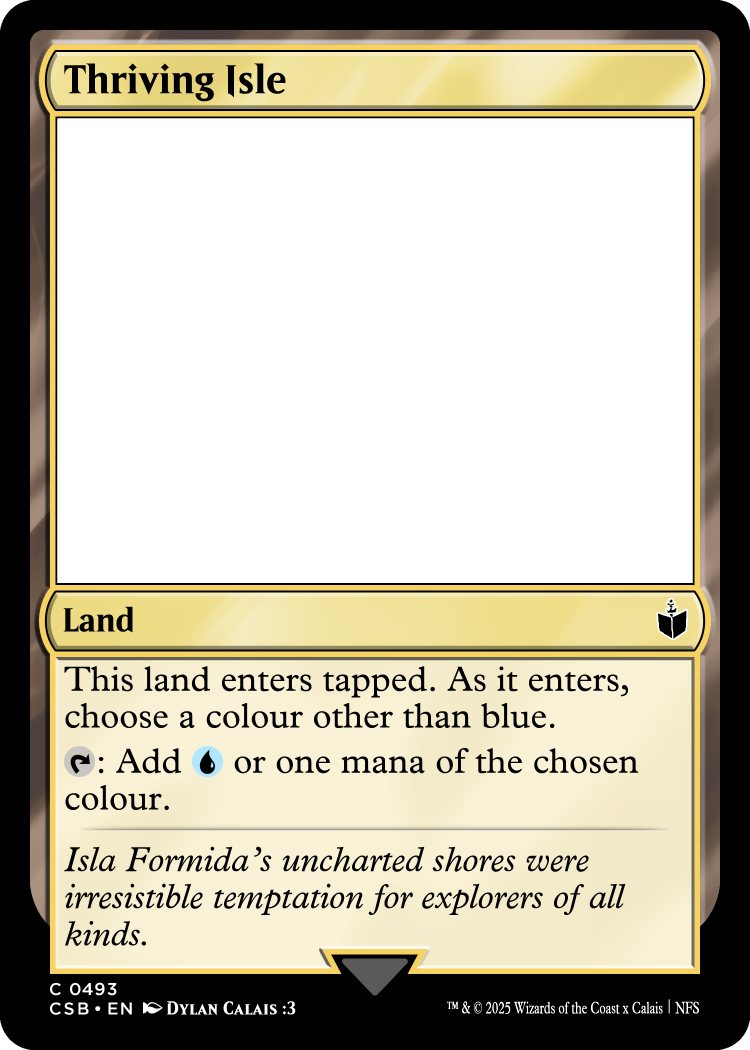 Thriving Isle
Land
This land enters tapped. As it enters,
choose a colour other than blue.
: Add or one mana of the chosen
colour.
Isla Formida's uncharted shores were
irresistible temptation for explorers of all
kinds.
C 0493
CSB • EN Dylan Calais :3
™ & © 2025 Wizards of the Coast x Calais | NFS